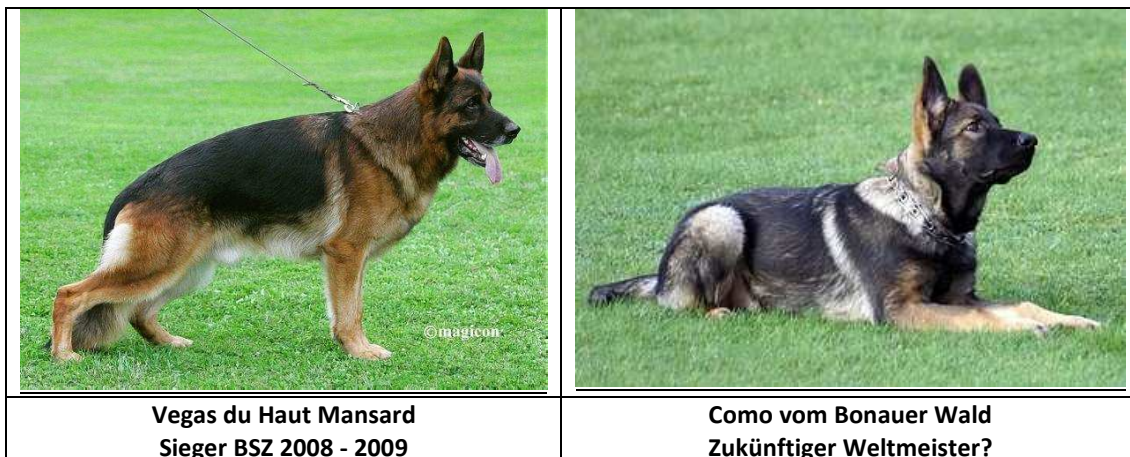 ©magicon
Vegas du Haut Mansard
Sieger BSZ 2008 - 2009
Como vom Bonauer Wald
Zukünftiger Weltmeister?